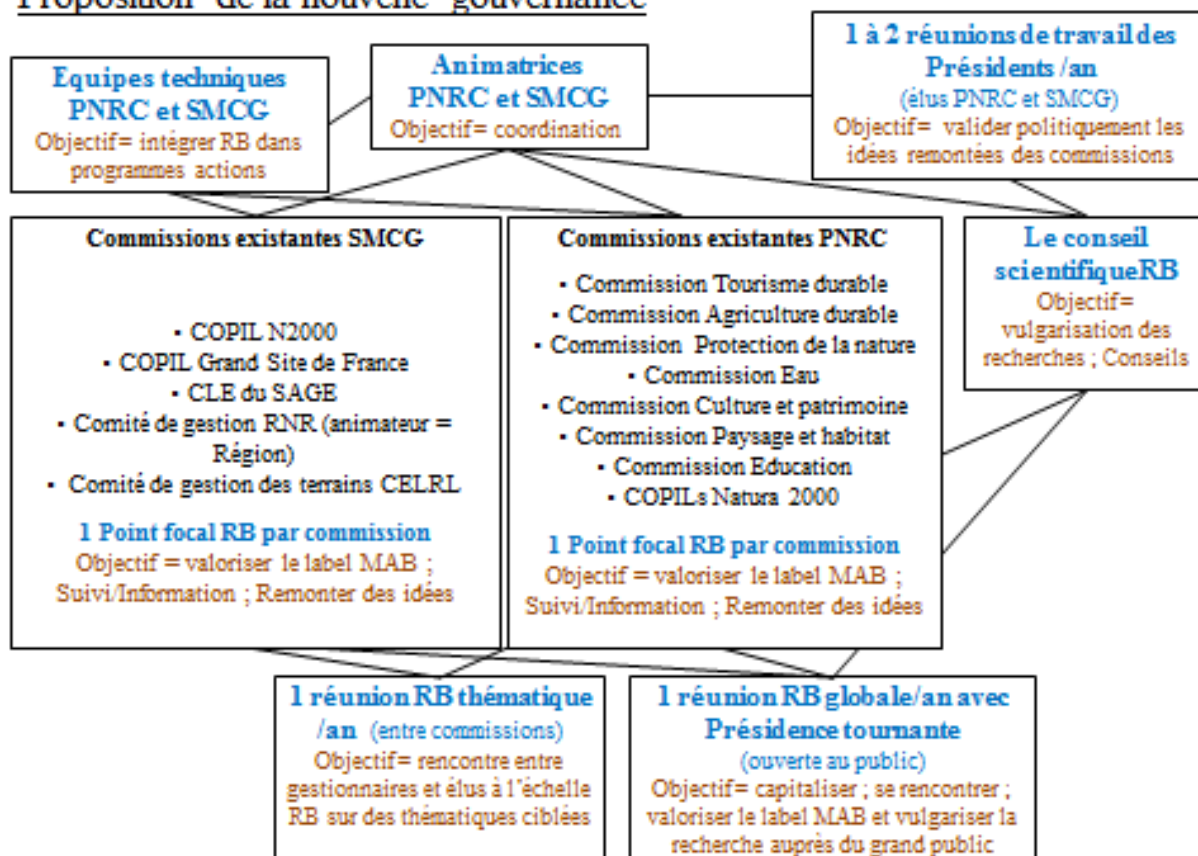 Proposition de la nouvelle gouvernance
Equipes techniques
PNRC et SMCG
Objectif= intégrer RB dans
programmes actions
Animatrices
PNRC et SMCG
Objectif= coordination
1 à 2 réunions de travail des
Présidents /an
(élus PNRC et SMCG)
Objectif= valider politiquement les
idées remontées des commissions
Commissions existantes SMCG
▪ COPIL N2000
▪ COPIL Grand Site de France
▪ CLE du SAGE
▪ Comité de gestion RNR (animateur =
Région)
▪ Comité de gestion des terrains CELRL
1 Point focal RB par commission
Objectif = valoriser le label MAB ;
Suivi/Information ; Remonter des idées
Commissions existantes PNRC
▪ Commission Tourisme durable
▪ Commission Agriculture durable
▪ Commission Protection de la nature
▪ Commission Eau
▪ Commission Culture et patrimoine
▪ Commission Paysage et habitat
▪ Commission Education
▪ COPILs Natura 2000
1 Point focal RB par commission
Objectif = valoriser le label MAB ;
Suivi/Information ; Remonter des idées
Le conseil
scientifiqueRB
Objectif=
vulgarisation des
recherches ; Conseils
1 réunion RB thématique
/an (entre commissions)
Objectif= rencontre entre
gestionnaires et élus à l'échelle
RB sur des thématiques ciblées
1 réunion RB globale/an avec
Présidence tournante
(ouverte au public)
Objectif= capitaliser ; se rencontrer ;
valoriser le label MAB et vulgariser la
recherche auprès du grand public